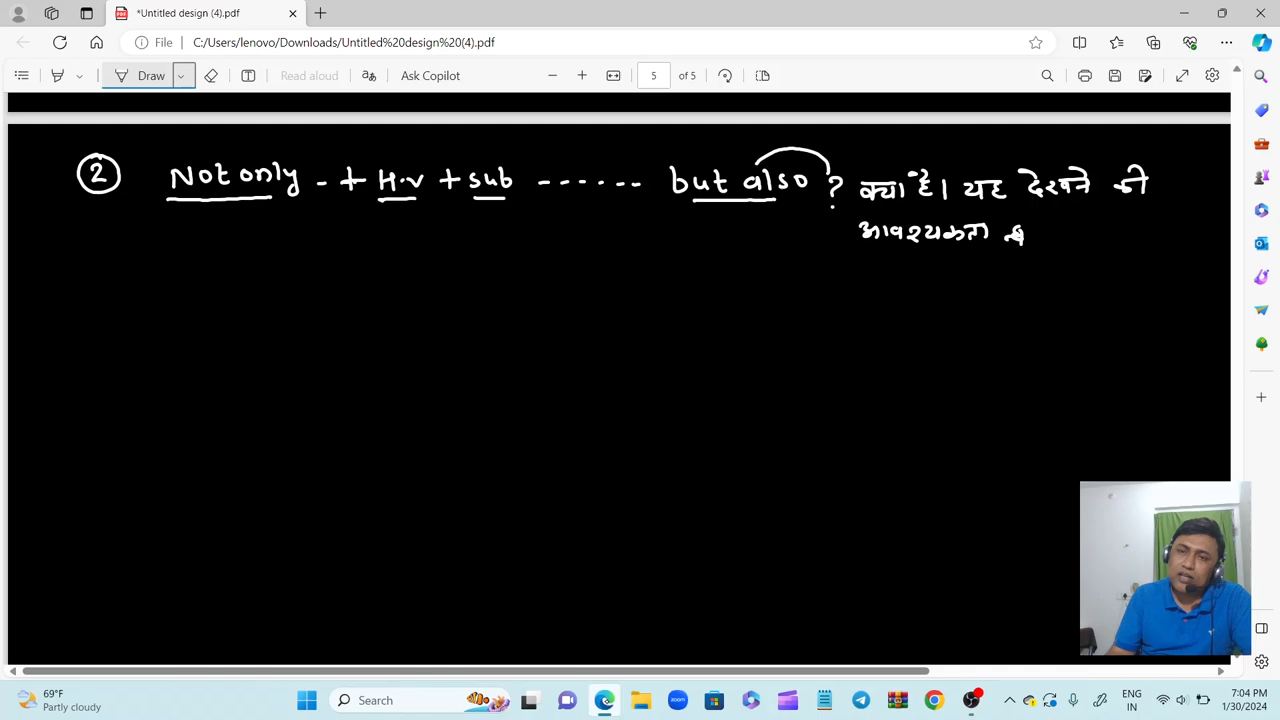 *Untitled design (4).pdf
File C:/Users/lenovo/Downloads/Untitled%20design%20(4).pdf
Draw Read aloud aあ Ask Copilot 5 of 5
② Not only - + H.v + sub ------ but also ? क्या है। यह देखने की
आवश्यकता
69°F
Partly cloudy
Search
ENG
IN
7:04 PM
1/30/2024